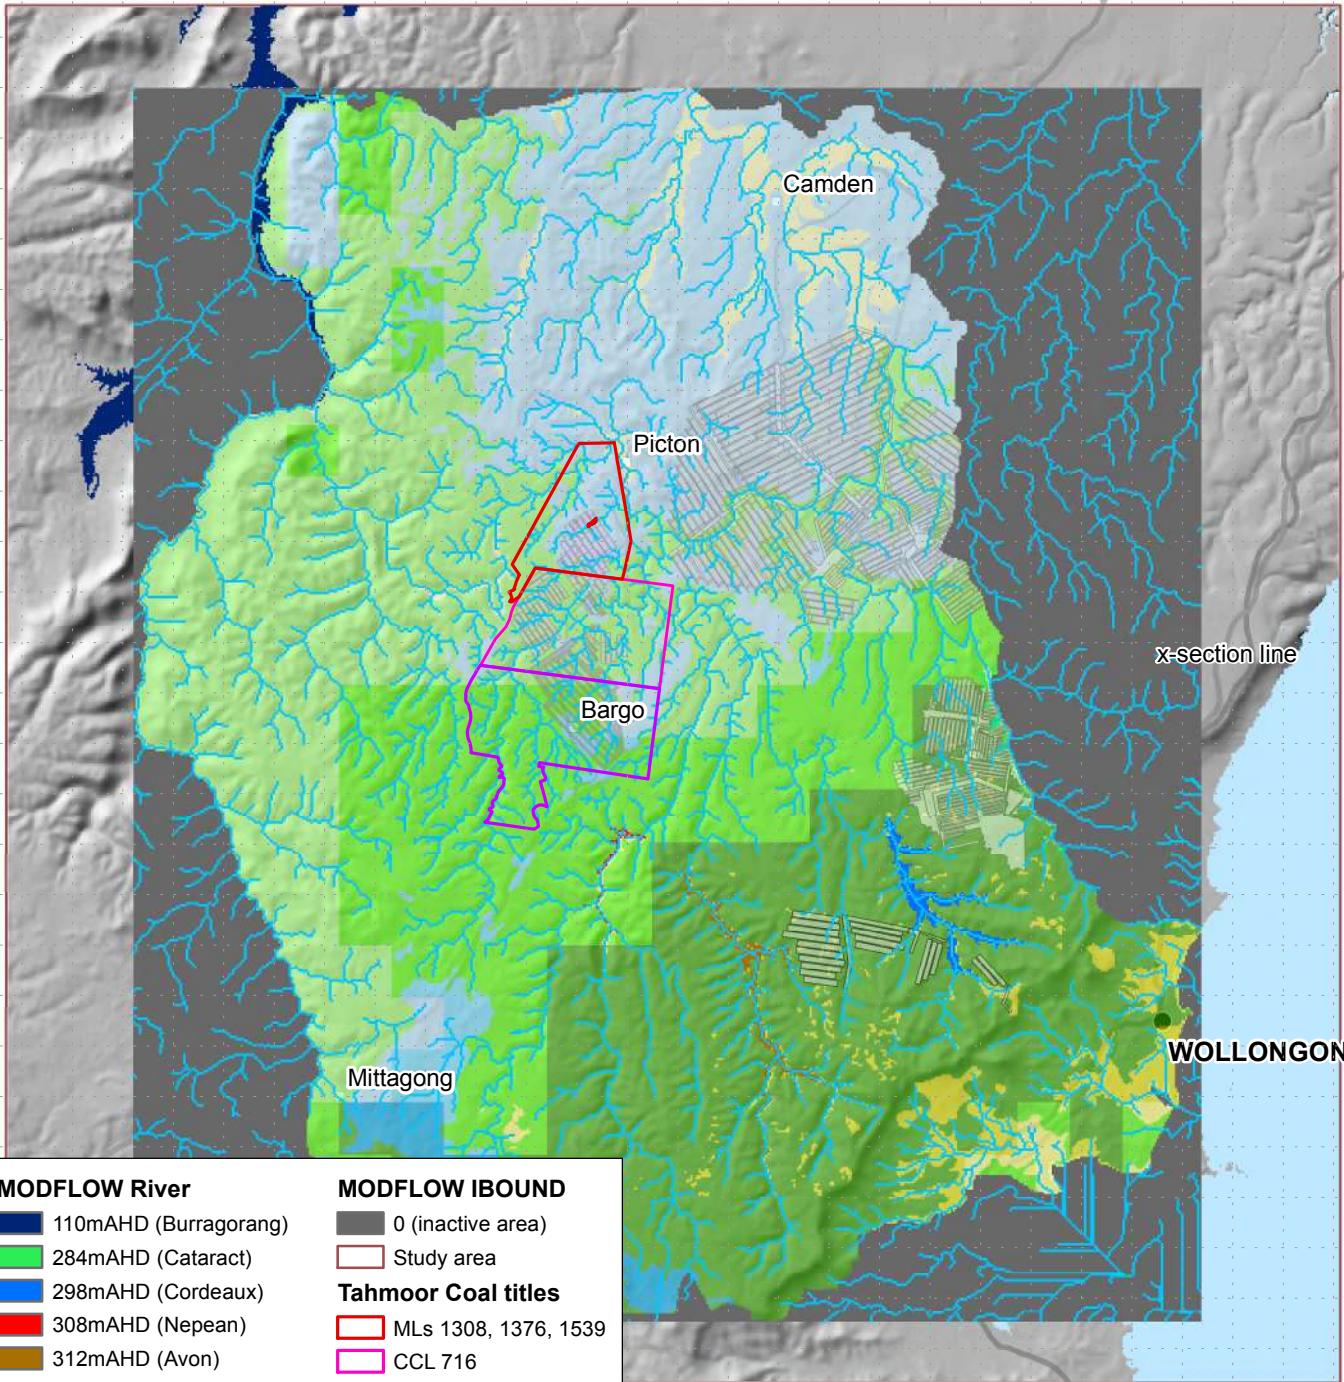 Camden
Picton
x-section line
Bargo
WOLLONGON
Mittagong
MODFLOW River
110mAHD (Burragorang)
284mAHD (Cataract)
298mAHD (Cordeaux)
308mAHD (Nepean)
312mAHD (Avon)
MODFLOW IBOUND
0 (inactive area)
Study area
Tahmoor Coal titles
MLs 1308, 1376, 1539
CCL 716